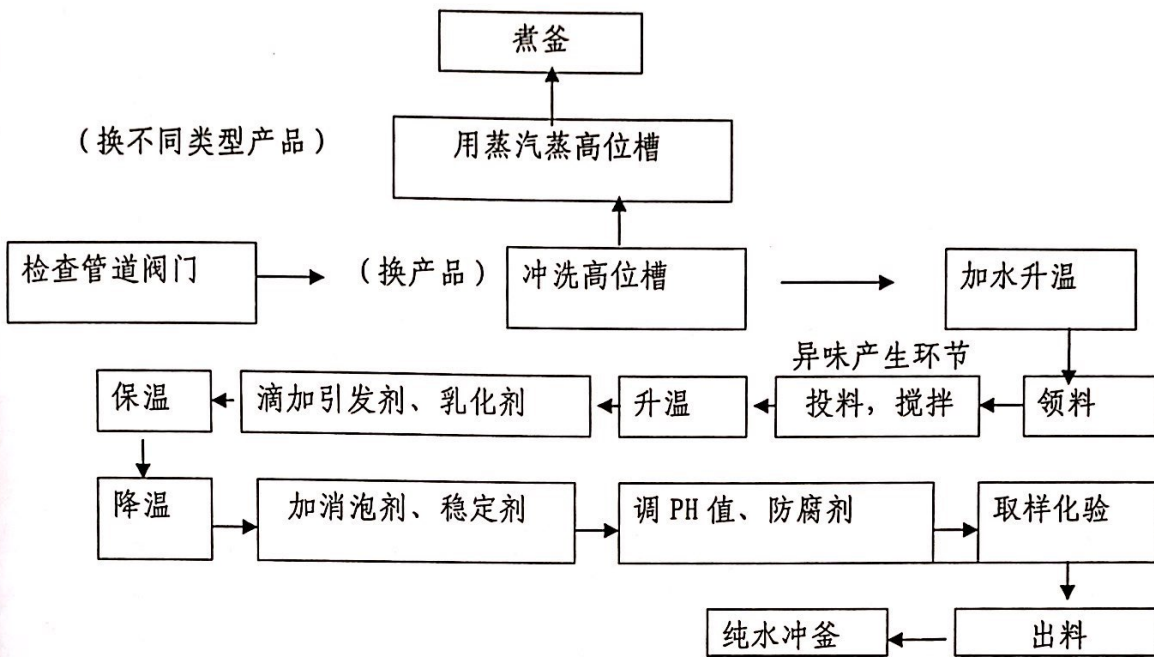 煮釜
（换不同类型产品）
用蒸汽蒸高位槽
检查管道阀门
（换产品）
冲洗高位槽
加水升温
异味产生环节
保温
滴加引发剂、乳化剂
升温
投料，搅拌
领料
降温
加消泡剂、稳定剂
调 PH 值、防腐剂
取样化验
纯水冲釜
出料